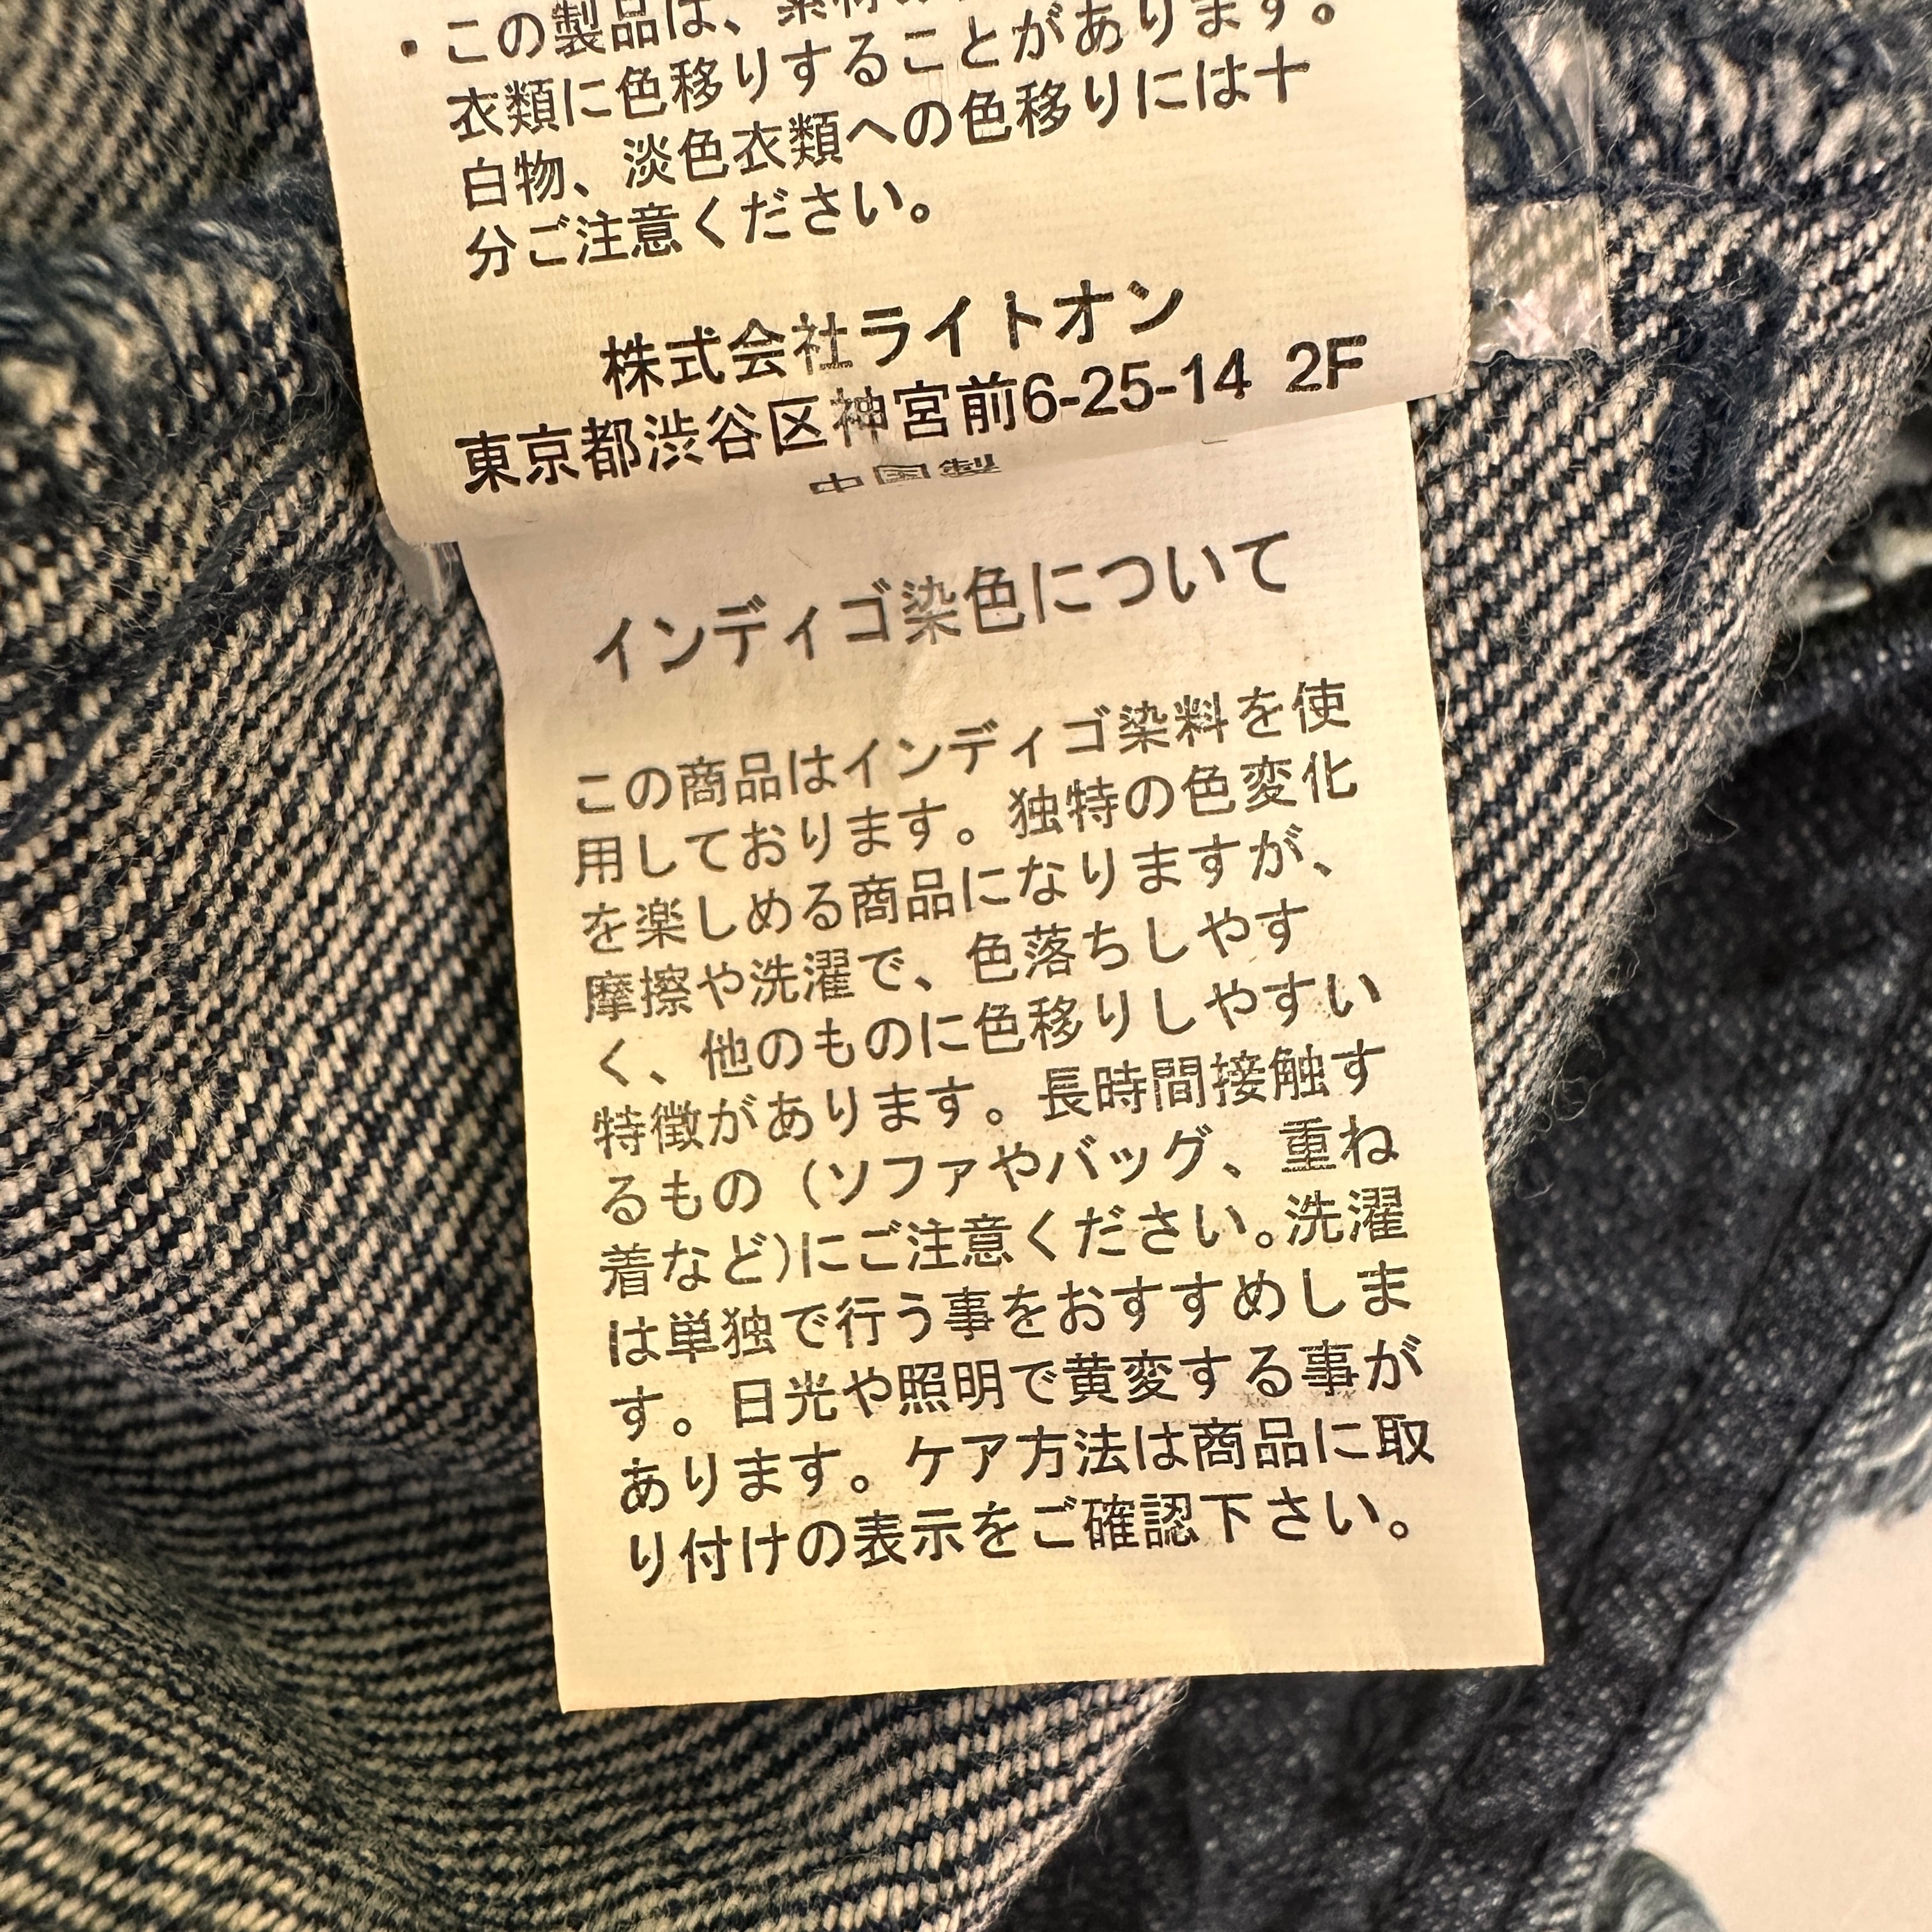 ・この製品は、素材の
衣類に色移りすることがあります。
白物、淡色衣類への色移りには十
分ご注意ください。
株式会社ライトオン
東京都渋谷区神宮前6-25-14 2F
中国製
インディゴ染色について
この商品はインディゴ染料を使
用しております。独特の色変化
を楽しめる商品になりますが、
摩擦や洗濯で、色落ちしやす
く、他のものに色移りしやすい
特徴があります。長時間接触す
るもの（ソファやバッグ、重ね
着など)にご注意ください。洗濯
は単独で行う事をおすすめしま
す。日光や照明で黄変する事が
あります。ケア方法は商品に取
り付けの表示をご確認下さい。